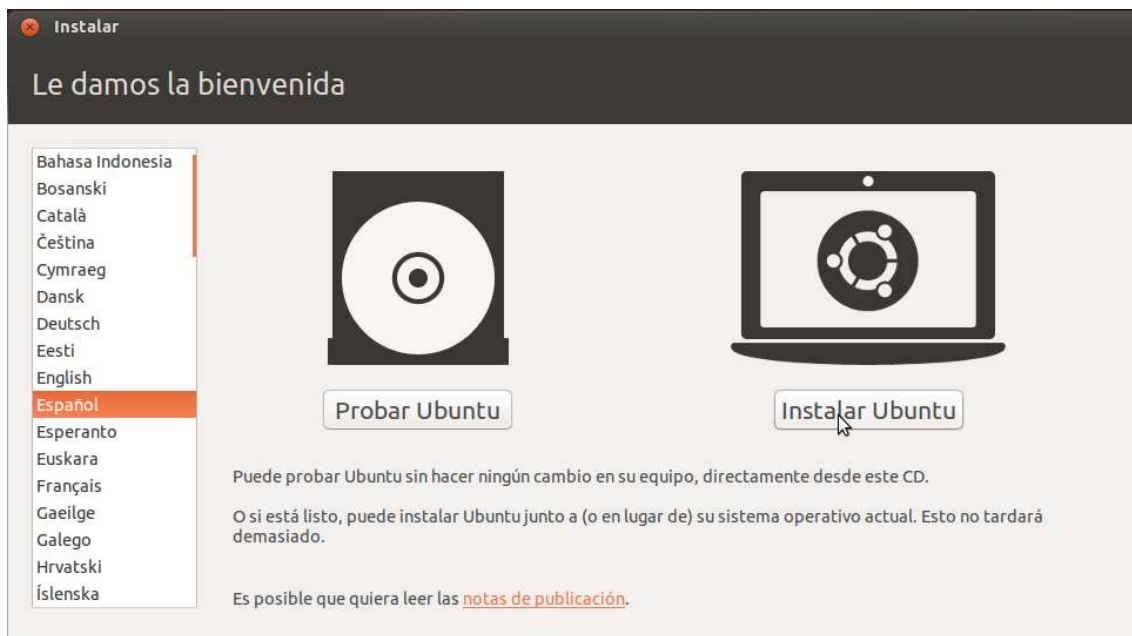 Instalar
Le damos la bienvenida
Bahasa Indonesia
Bosanski
Català
Čeština
Cymraeg
Dansk
Deutsch
Eesti
English
Español
Esperanto
Euskara
Français
Gaeilge
Galego
Hrvatski
Íslenska
Probar Ubuntu
Instalar Ubuntu
Puede probar Ubuntu sin hacer ningún cambio en su equipo, directamente desde este CD.
O si está listo, puede instalar Ubuntu junto a (o en lugar de) su sistema operativo actual. Esto no tardará
demasiado.
Es posible que quiera leer las notas de publicación.